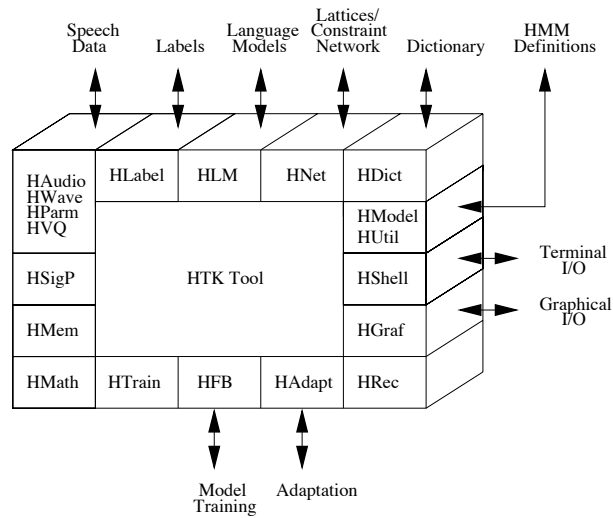 Speech
Data
Labels
Language
Models
Lattices/
Constraint
Network
Dictionary
HMM
Definitions
HAudio
HWave
HParm
HVQ
HLabel
HLM
HNet
HDict
HModel
HUtil
HSigP
HTK Tool
HShell
Terminal
I/O
HMem
HGraf
Graphical
I/O
HMath
HTrain
HFB
HAdapt
HRec
Model
Training
Adaptation